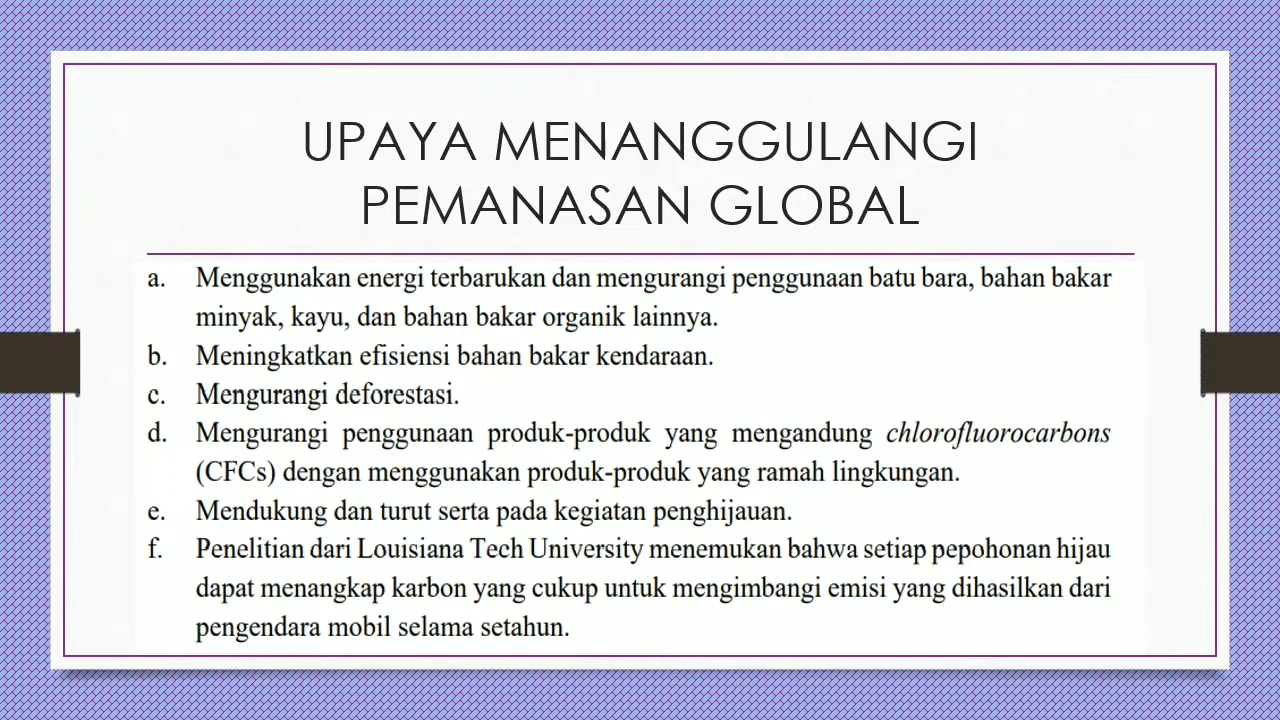 UPAYA MENANGGULANGI
PEMANASAN GLOBAL
a. Menggunakan energi terbarukan dan mengurangi penggunaan batu bara, bahan bakar
minyak, kayu, dan bahan bakar organik lainnya.
b. Meningkatkan efisiensi bahan bakar kendaraan.
c. Mengurangi deforestasi.
d. Mengurangi penggunaan produk-produk yang mengandung chlorofluorocarbons
(CFCs) dengan menggunakan produk-produk yang ramah lingkungan.
e. Mendukung dan turut serta pada kegiatan penghijauan.
f. Penelitian dari Louisiana Tech University menemukan bahwa setiap pepohonan hijau
dapat menangkap karbon yang cukup untuk mengimbangi emisi yang dihasilkan dari
pengendara mobil selama setahun.